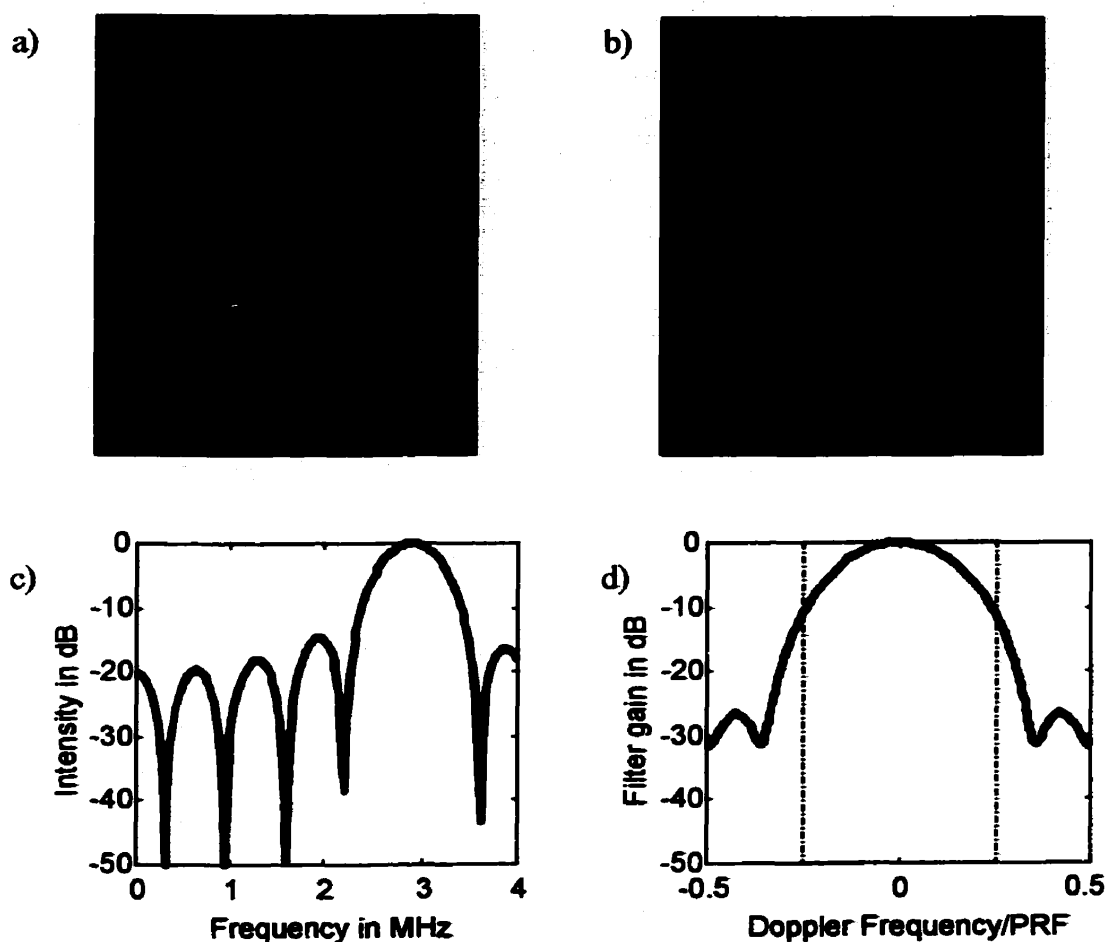 a)
b)
c)
0
-10
-20
-30
-40
-50
Intensity in dB
0 1 2 3 4
Frequency in MHz
d)
0
-10
-20
-30
-40
-50
Filter gain in dB
-0.5 0 0.5
Doppler Frequency/PRF